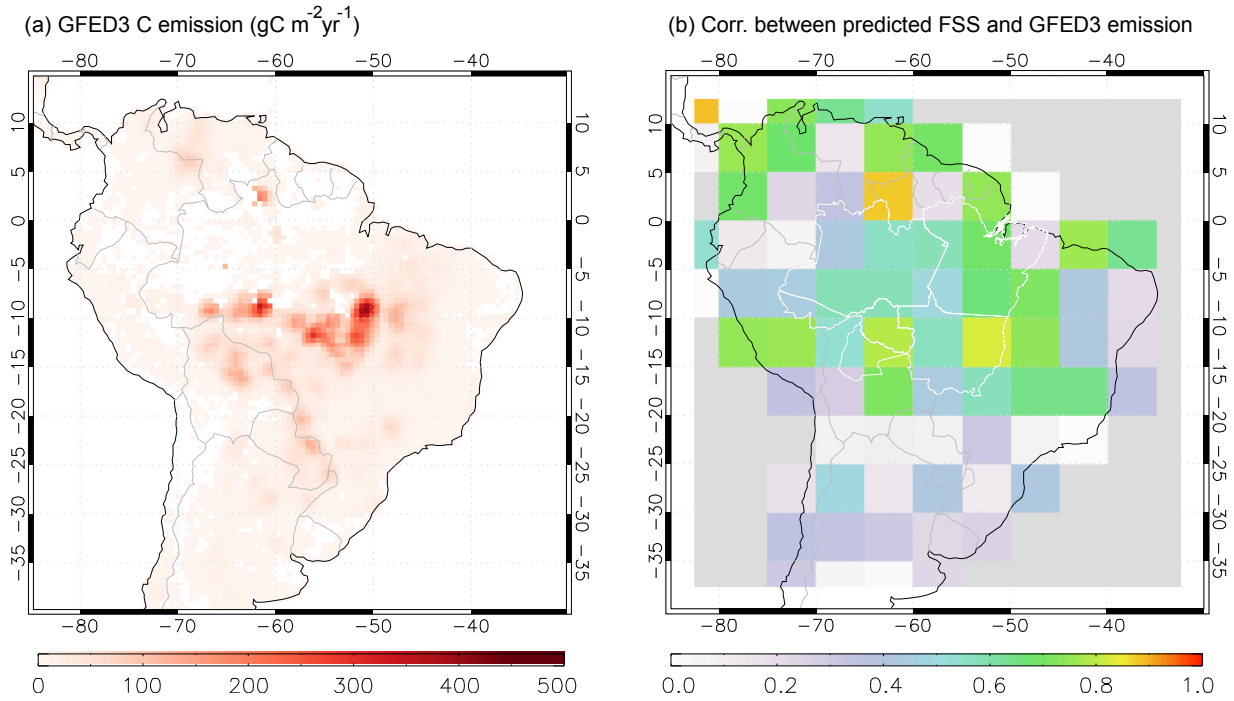 (a) GFED3 C emission (gC m⁻²yr⁻¹)
(b) Corr. between predicted FSS and GFED3 emission
−80 −70 −60 −50 −40
−80 −70 −60 −50 −40
10 10 10 10
5 5 5 5
0 0 0 0
−5 −5 −5 −5
−10 −10 −10 −10
−15 −15 −15 −15
−20 −20 −20 −20
−25 −25 −25 −25
−30 −30 −30 −30
−35 −35 −35 −35
−80 −70 −60 −50 −40
−80 −70 −60 −50 −40
0 100 200 300 400 500
0.0 0.2 0.4 0.6 0.8 1.0